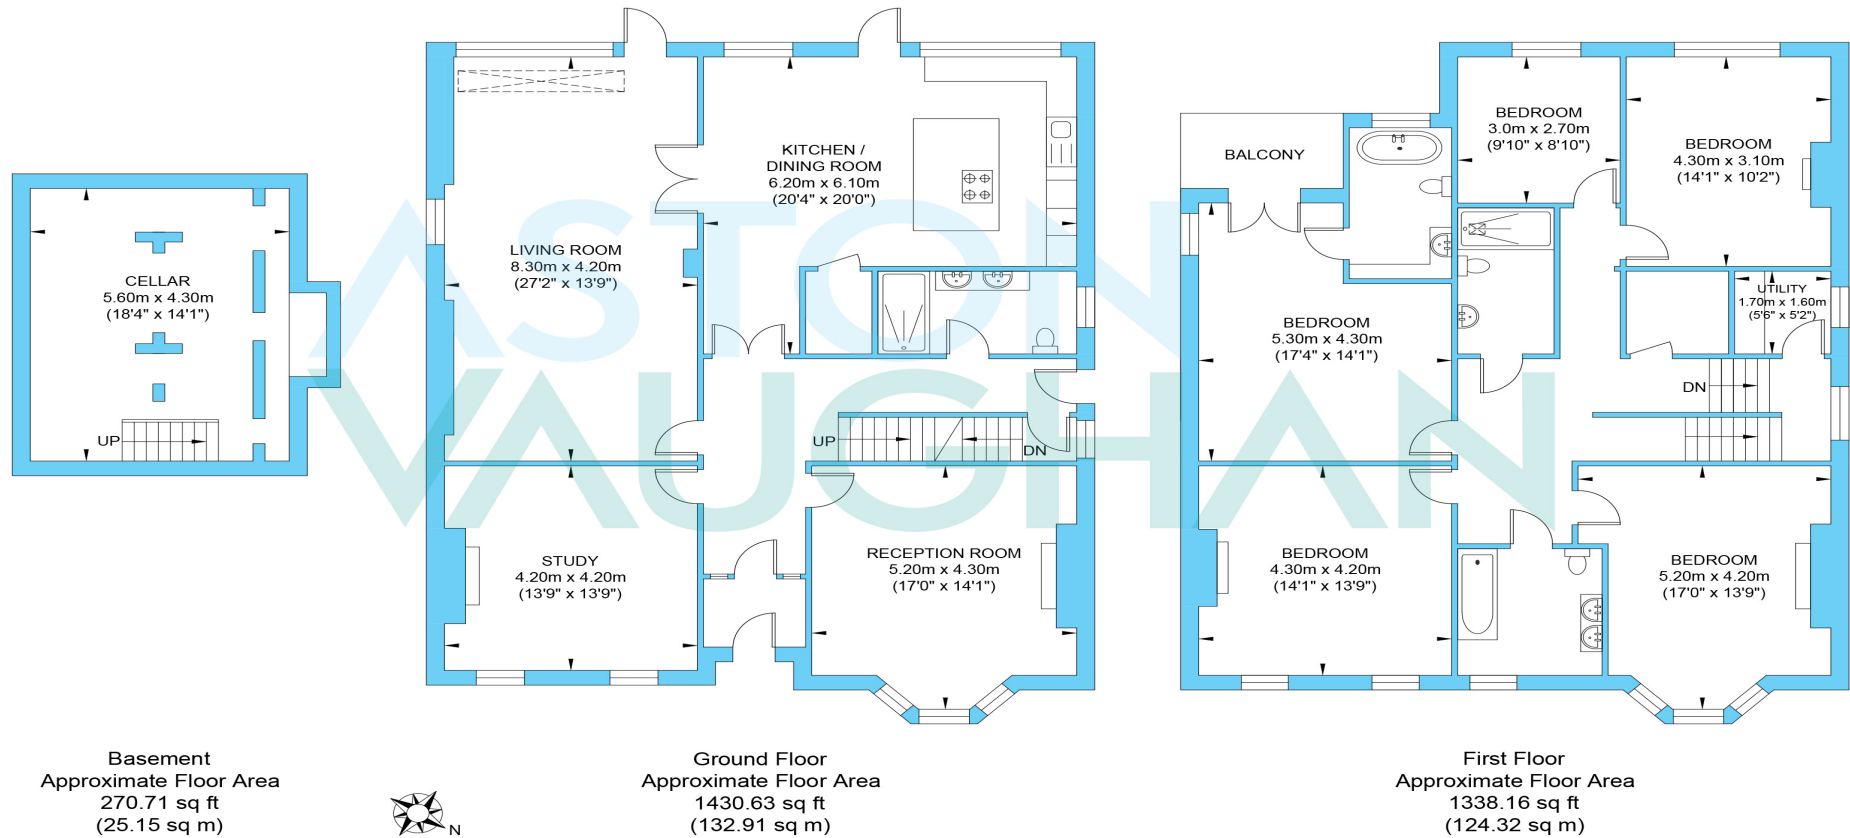 CELLAR
5.60m x 4.30m
(18'4" x 14'1")
UP
Basement
Approximate Floor Area
270.71 sq ft
(25.15 sq m)
LIVING ROOM
8.30m x 4.20m
(27'2" x 13'9")
KITCHEN /
DINING ROOM
6.20m x 6.10m
(20'4" x 20'0")
UP
DN
STUDY
4.20m x 4.20m
(13'9" x 13'9")
RECEPTION ROOM
5.20m x 4.30m
(17'0" x 14'1")
Ground Floor
Approximate Floor Area
1430.63 sq ft
(132.91 sq m)
N
BALCONY
BEDROOM
3.0m x 2.70m
(9'10" x 8'10")
BEDROOM
4.30m x 3.10m
(14'1" x 10'2")
UTILITY
1.70m x 1.60m
(5'6" x 5'2")
BEDROOM
5.30m x 4.30m
(17'4" x 14'1")
DN
BEDROOM
4.30m x 4.20m
(14'1" x 13'9")
BEDROOM
5.20m x 4.20m
(17'0" x 13'9")
First Floor
Approximate Floor Area
1338.16 sq ft
(124.32 sq m)
ASTON
VAUGHAN